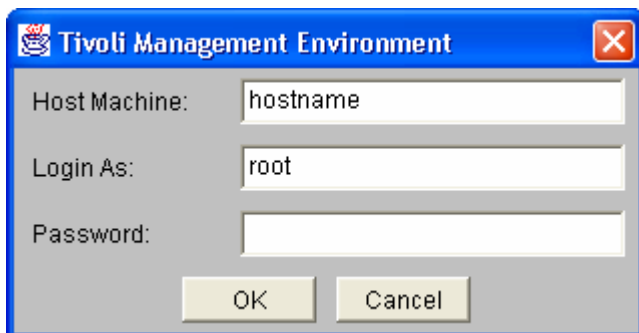 Tivoli Management Environment
Host Machine: hostname
Login As: root
Password:
OK Cancel